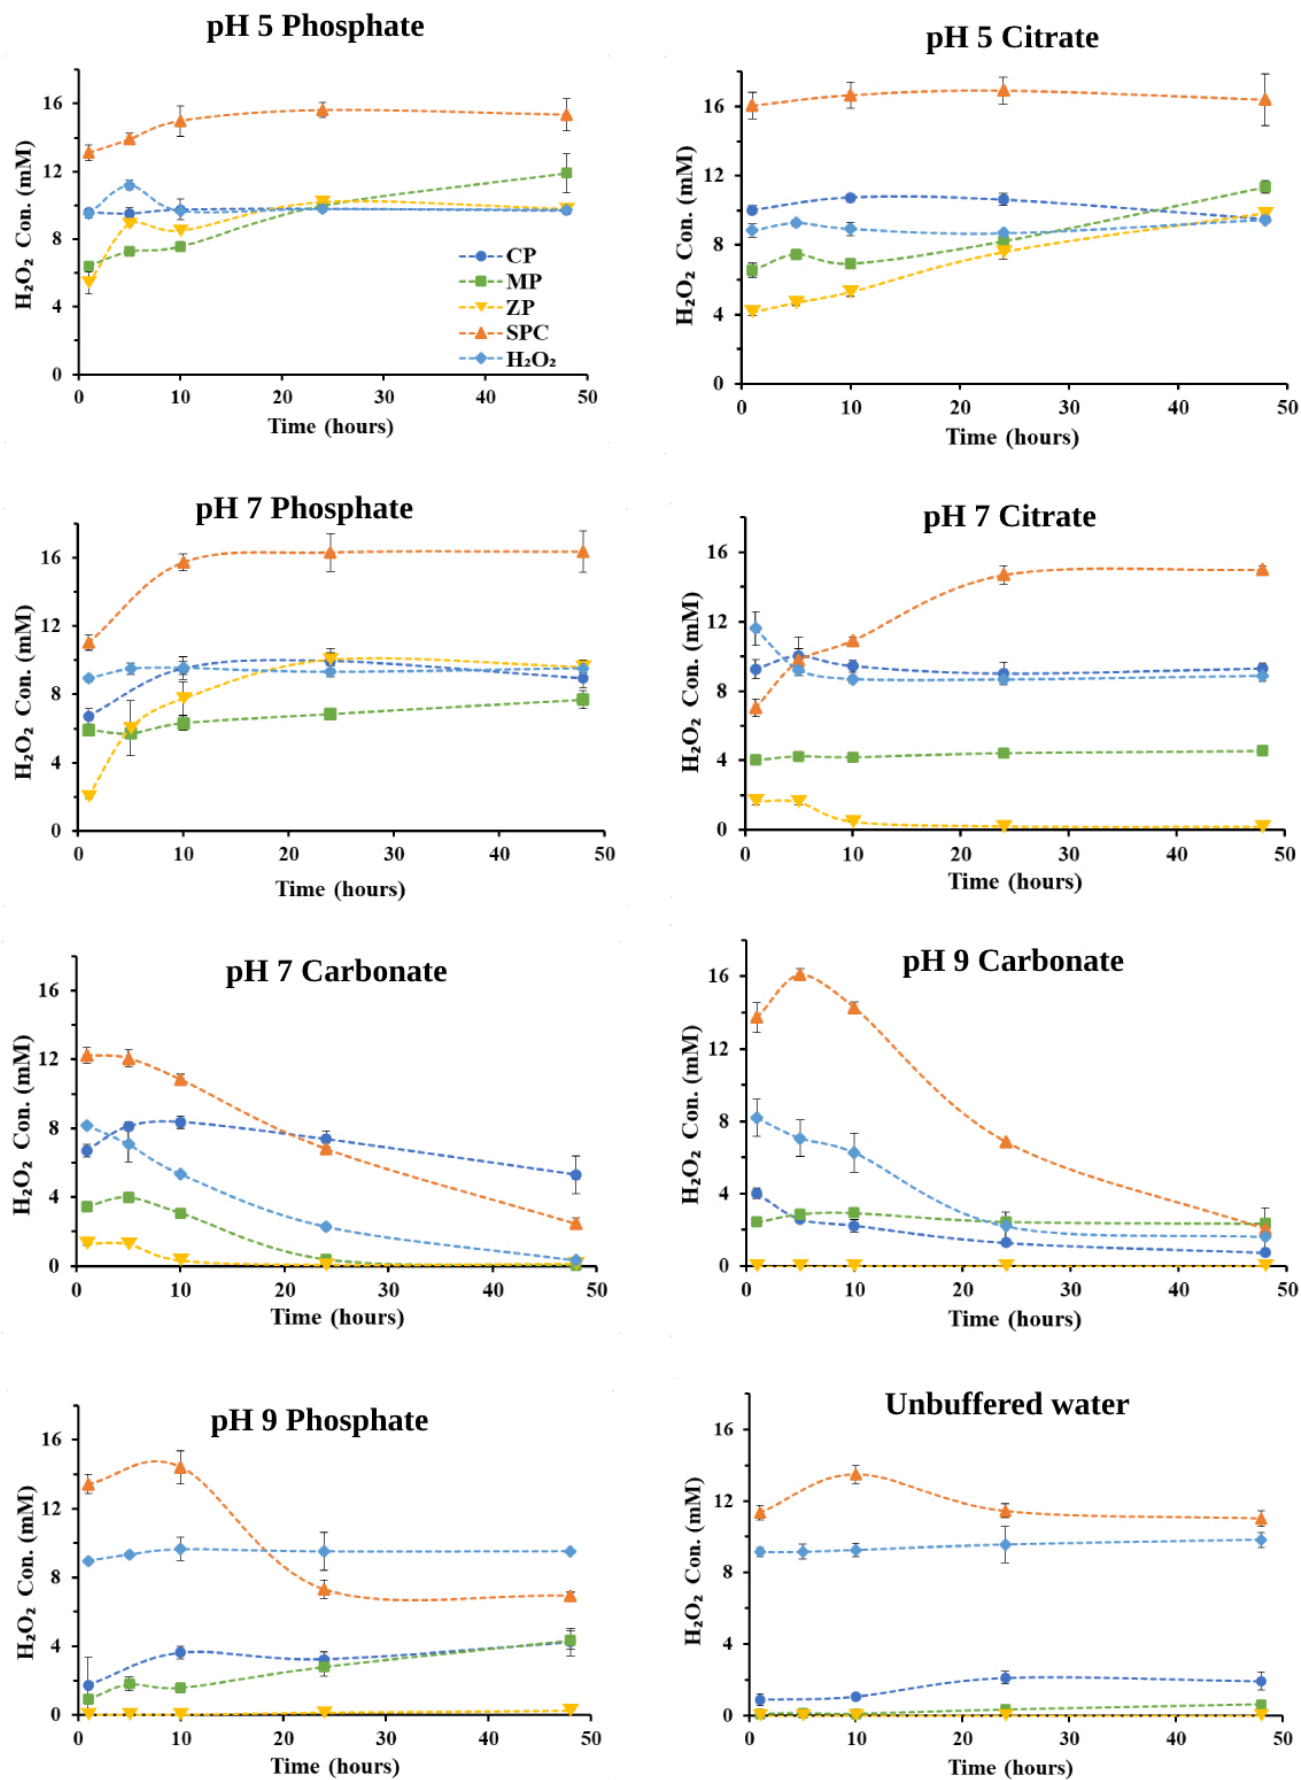 pH 5 Phosphate
H₂O₂ Con. (mM)
16
12
8
4
0
0 10 20 30 40 50
Time (hours)
CP
MP
ZP
SPC
H₂O₂
pH 5 Citrate
H₂O₂ Con. (mM)
16
12
8
4
0
0 10 20 30 40 50
Time (hours)
pH 7 Phosphate
H₂O₂ Con. (mM)
16
12
8
4
0
0 10 20 30 40 50
Time (hours)
pH 7 Citrate
H₂O₂ Con. (mM)
16
12
8
4
0
0 10 20 30 40 50
Time (hours)
pH 7 Carbonate
H₂O₂ Con. (mM)
16
12
8
4
0
0 10 20 30 40 50
Time (hours)
pH 9 Carbonate
H₂O₂ Con. (mM)
16
12
8
4
0
0 10 20 30 40 50
Time (hours)
pH 9 Phosphate
H₂O₂ Con. (mM)
16
12
8
4
0
0 10 20 30 40 50
Time (hours)
Unbuffered water
H₂O₂ Con. (mM)
16
12
8
4
0
0 10 20 30 40 50
Time (hours)